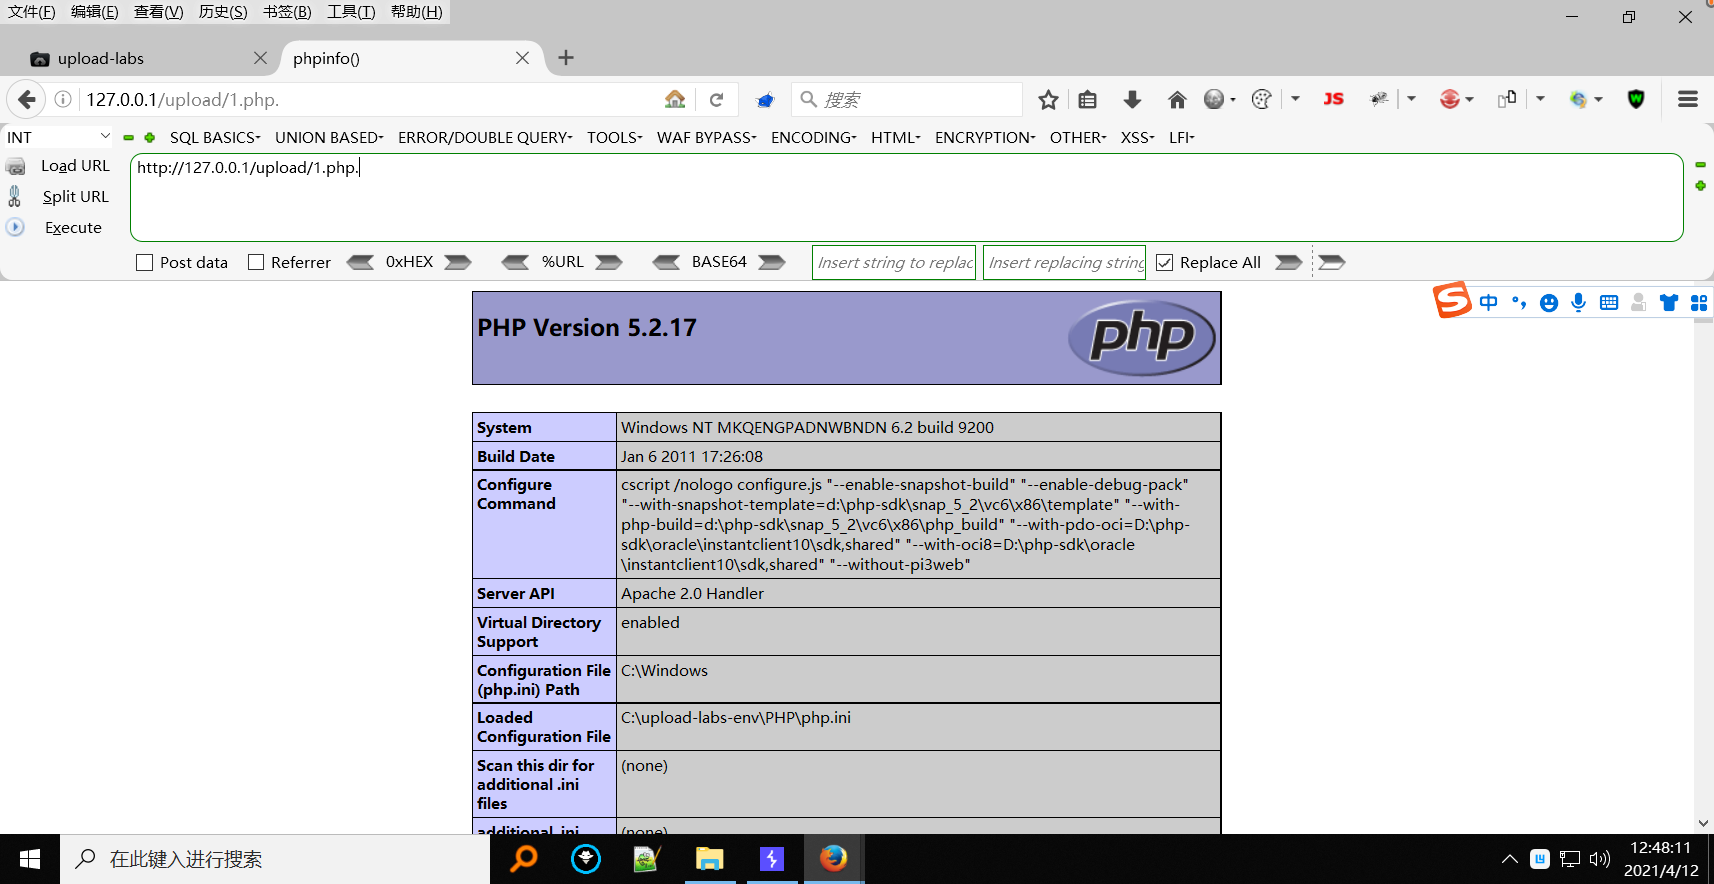 文件(F) 编辑(E) 查看(V) 历史(S) 书签(B) 工具(T) 帮助(H)
upload-labs
phpinfo()
127.0.0.1/upload/1.php.
搜索
JS
INT
SQL BASICS
UNION BASED
ERROR/DOUBLE QUERY
TOOLS
WAF BYPASS
ENCODING
HTML
ENCRYPTION
OTHER
XSS
LFI
Load URL
http://127.0.0.1/upload/1.php.
Split URL
Execute
Post data
Referrer
0xHEX
%URL
BASE64
Insert string to replac
Insert replacing string
Replace All
中
PHP Version 5.2.17
php
System
Windows NT MKQENGPADNWBNDN 6.2 build 9200
Build Date
Jan 6 2011 17:26:08
Configure
Command
cscript /nologo configure.js "--enable-snapshot-build" "--enable-debug-pack"
"--with-snapshot-template=d:\php-sdk\snap_5_2\vc6\x86\template" "--with-
php-build=d:\php-sdk\snap_5_2\vc6\x86\php_build" "--with-pdo-oci=D:\php-
sdk\oracle\instantclient10\sdk,shared" "--with-oci8=D:\php-sdk\oracle
\instantclient10\sdk,shared" "--without-pi3web"
Server API
Apache 2.0 Handler
Virtual Directory
Support
enabled
Configuration File
(php.ini) Path
C:\Windows
Loaded
Configuration File
C:\upload-labs-env\PHP\php.ini
Scan this dir for
additional .ini
files
(none)
additional .ini
(none)
在此键入进行搜索
12:48:11
2021/4/12